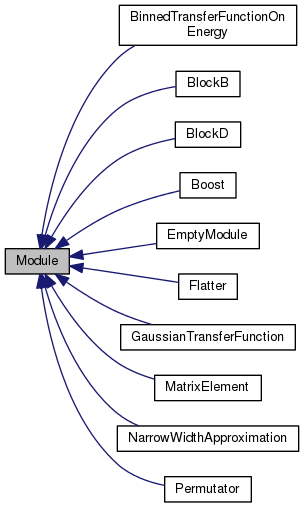 BinnedTransferFunctionOn
Energy
BlockB
BlockD
Boost
EmptyModule
Module
Flatter
GaussianTransferFunction
MatrixElement
NarrowWidthApproximation
Permutator